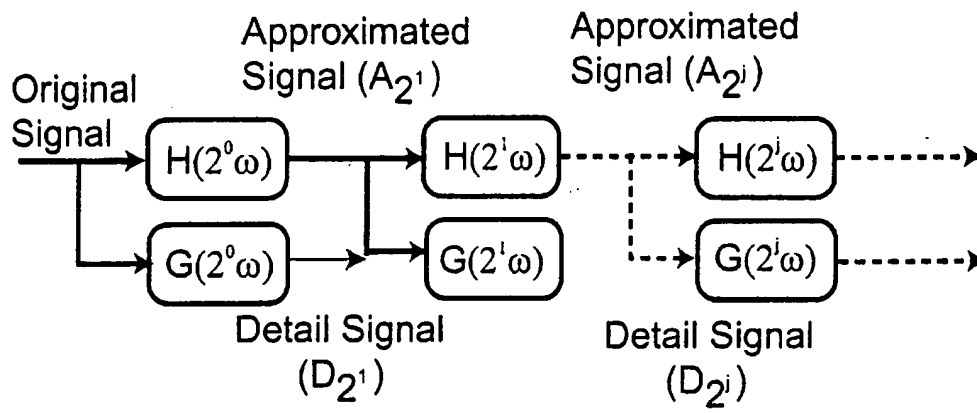 Approximated
Signal (A₂¹)
Approximated
Signal (A₂ʲ)
Original
Signal
H(2⁰ω)
H(2¹ω)
H(2ʲω)
G(2⁰ω)
G(2¹ω)
G(2ʲω)
Detail Signal
(D₂¹)
Detail Signal
(D₂ʲ)